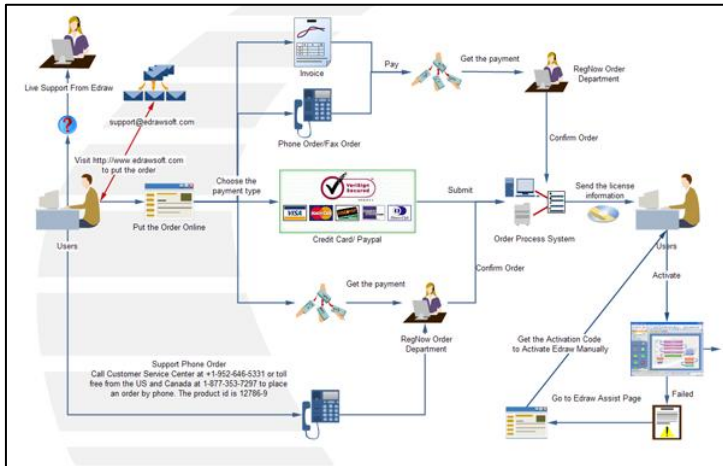 Live Support From Edraw
support@edrawsoft.com
?
Visit http://www.edrawsoft.com
to put the order
Users
Put the Order Online
Choose the
payment type
Invoice
Phone Order/Fax Order
Pay
Get the payment
RegNow Order
Department
Confirm Order
VeriSign
Secured
VISA
Credit Card/ Paypal
Submit
Order Process System
Send the license
information
Users
Get the payment
RegNow Order
Department
Confirm Order
Activate
Get the Activation Code
to Activate Edraw Manually
Failed
Go to Edraw Assist Page
Support Phone Order
Call Customer Service Center at +1-952-646-5331 or toll
free from the US and Canada at 1-877-353-7297 to place
an order by phone. The product id is 12786-9